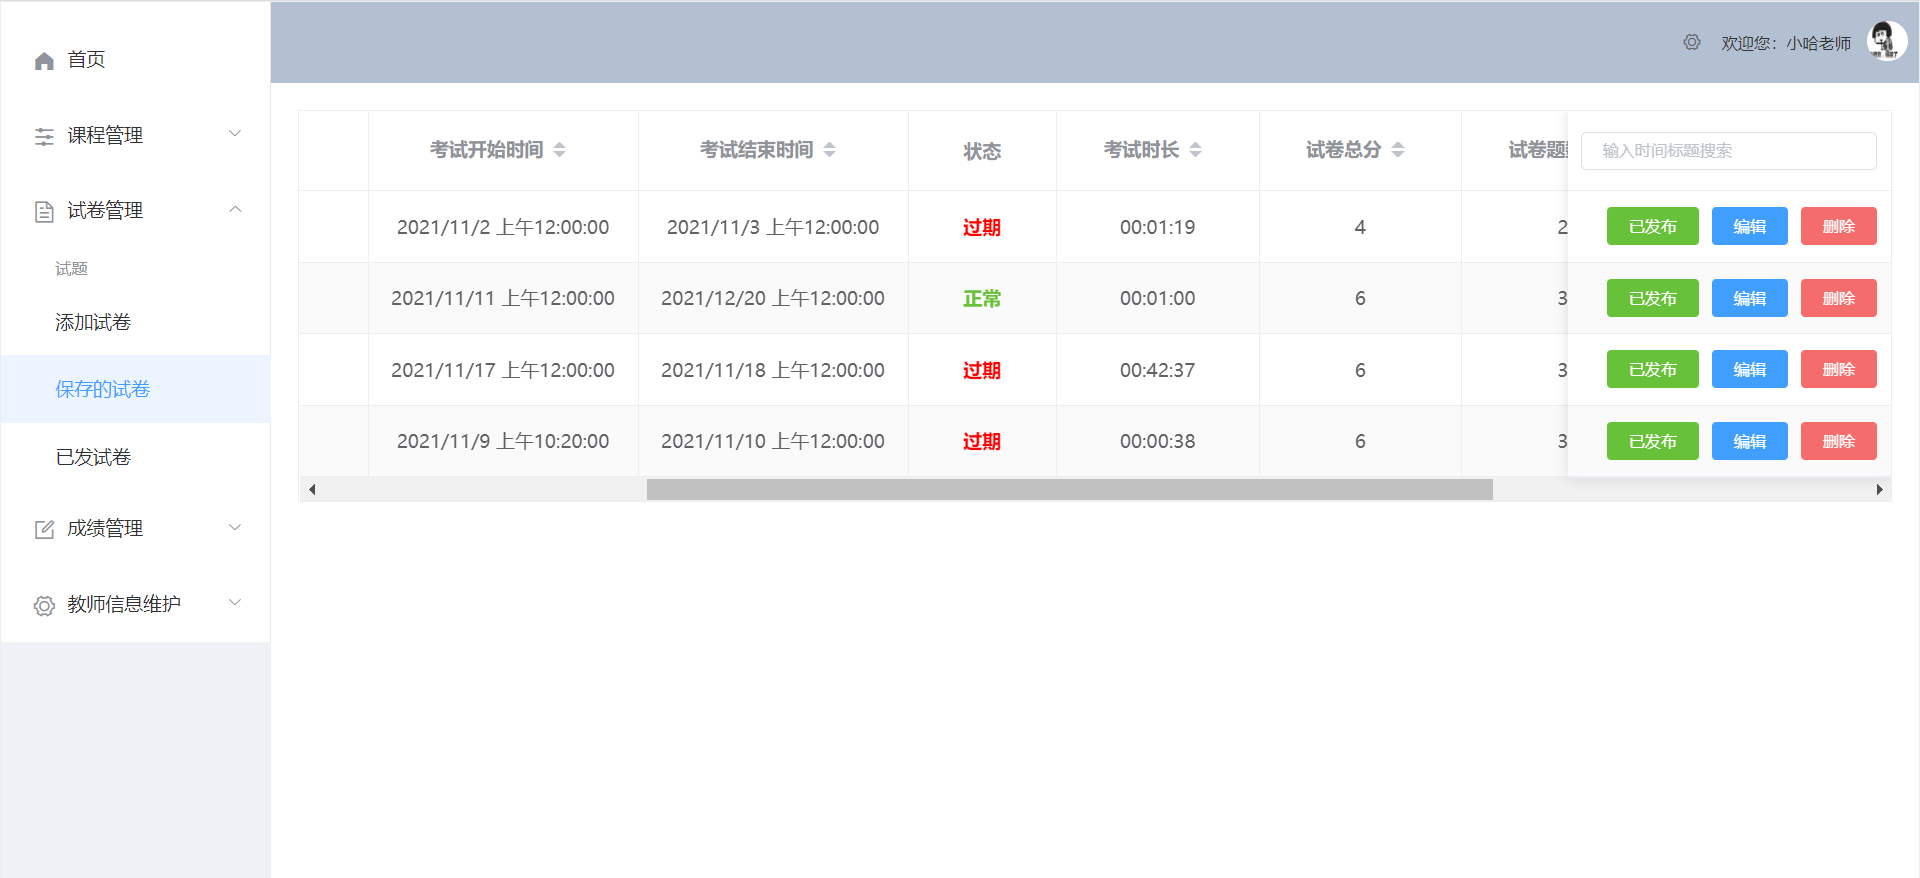 首页
课程管理
试卷管理
试题
添加试卷
保存的试卷
已发试卷
成绩管理
教师信息维护
欢迎您：小哈老师
考试开始时间 考试结束时间 状态 考试时长 试卷总分 试卷题 输入时间标题搜索
2021/11/2 上午12:00:00 2021/11/3 上午12:00:00 过期 00:01:19 4 2 已发布 编辑 删除
2021/11/11 上午12:00:00 2021/12/20 上午12:00:00 正常 00:01:00 6 3 已发布 编辑 删除
2021/11/17 上午12:00:00 2021/11/18 上午12:00:00 过期 00:42:37 6 3 已发布 编辑 删除
2021/11/9 上午10:20:00 2021/11/10 上午12:00:00 过期 00:00:38 6 3 已发布 编辑 删除